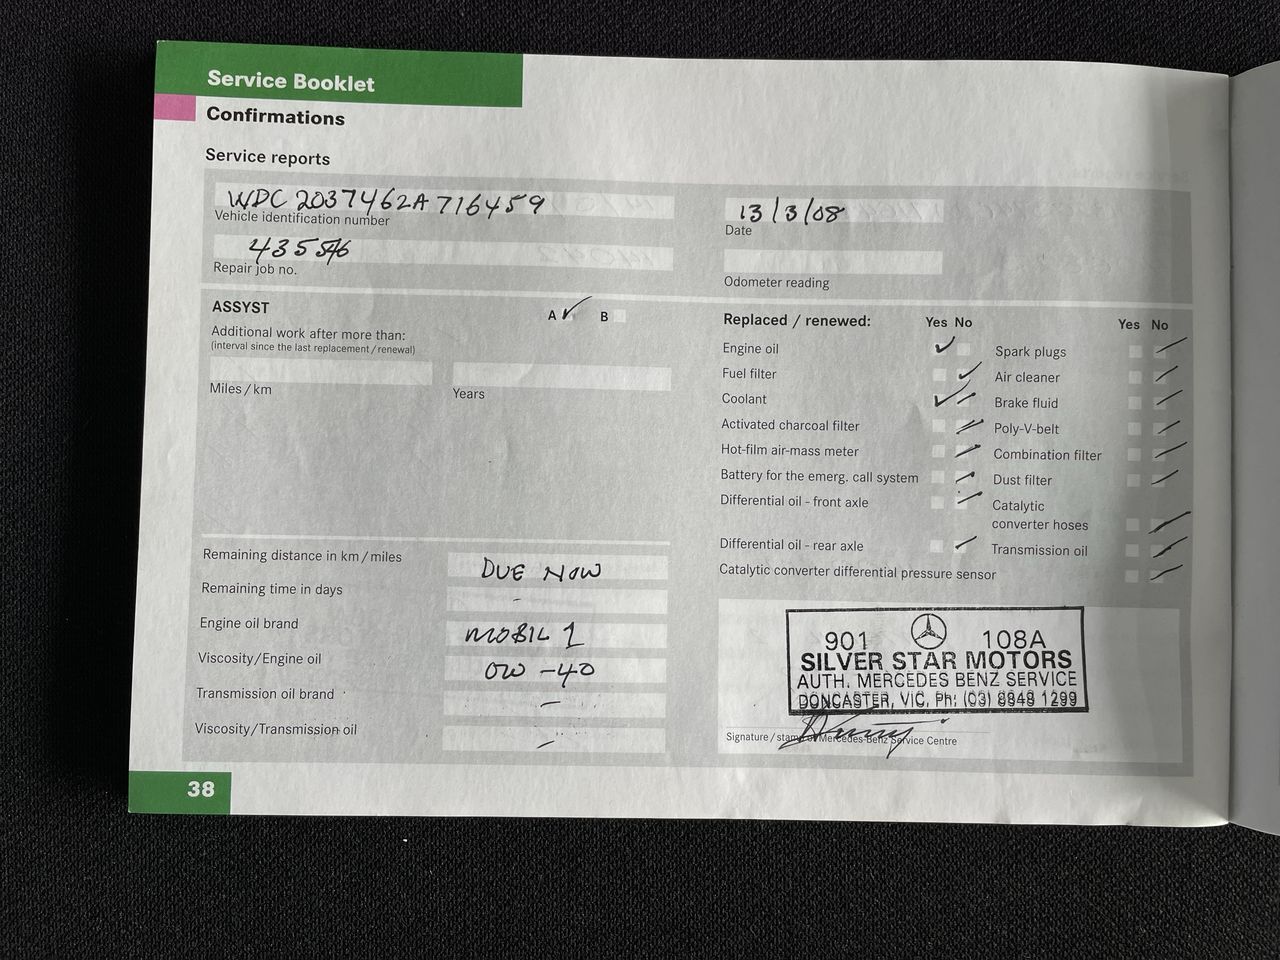 Service Booklet
Confirmations
Service reports
WDC 2037462A716459
Vehicle identification number
13/3/08
Date
Repair job no.
Odometer reading
ASSYST
A ✓ B
Additional work after more than:
(interval since the last replacement / renewal)
Miles / km
Years
Replaced / renewed: Yes No Yes No
Engine oil
Spark plugs
Fuel filter
Air cleaner
Coolant
Brake fluid
Activated charcoal filter
Poly-V-belt
Hot-film air-mass meter
Combination filter
Battery for the emerg. call system
Dust filter
Differential oil - front axle
Catalytic
converter hoses
Differential oil - rear axle
Transmission oil
Catalytic converter differential pressure sensor
Remaining distance in km / miles DUE NOW
Remaining time in days -
Engine oil brand MOBIL 1
Viscosity/Engine oil 0W-40
Transmission oil brand -
Viscosity/Transmission oil -
901 108A
SILVER STAR MOTORS
AUTH. MERCEDES BENZ SERVICE
DONCASTER, VIC. Ph: (03) 8848 1299
Signature / stamp of Mercedes-Benz Service Centre
38